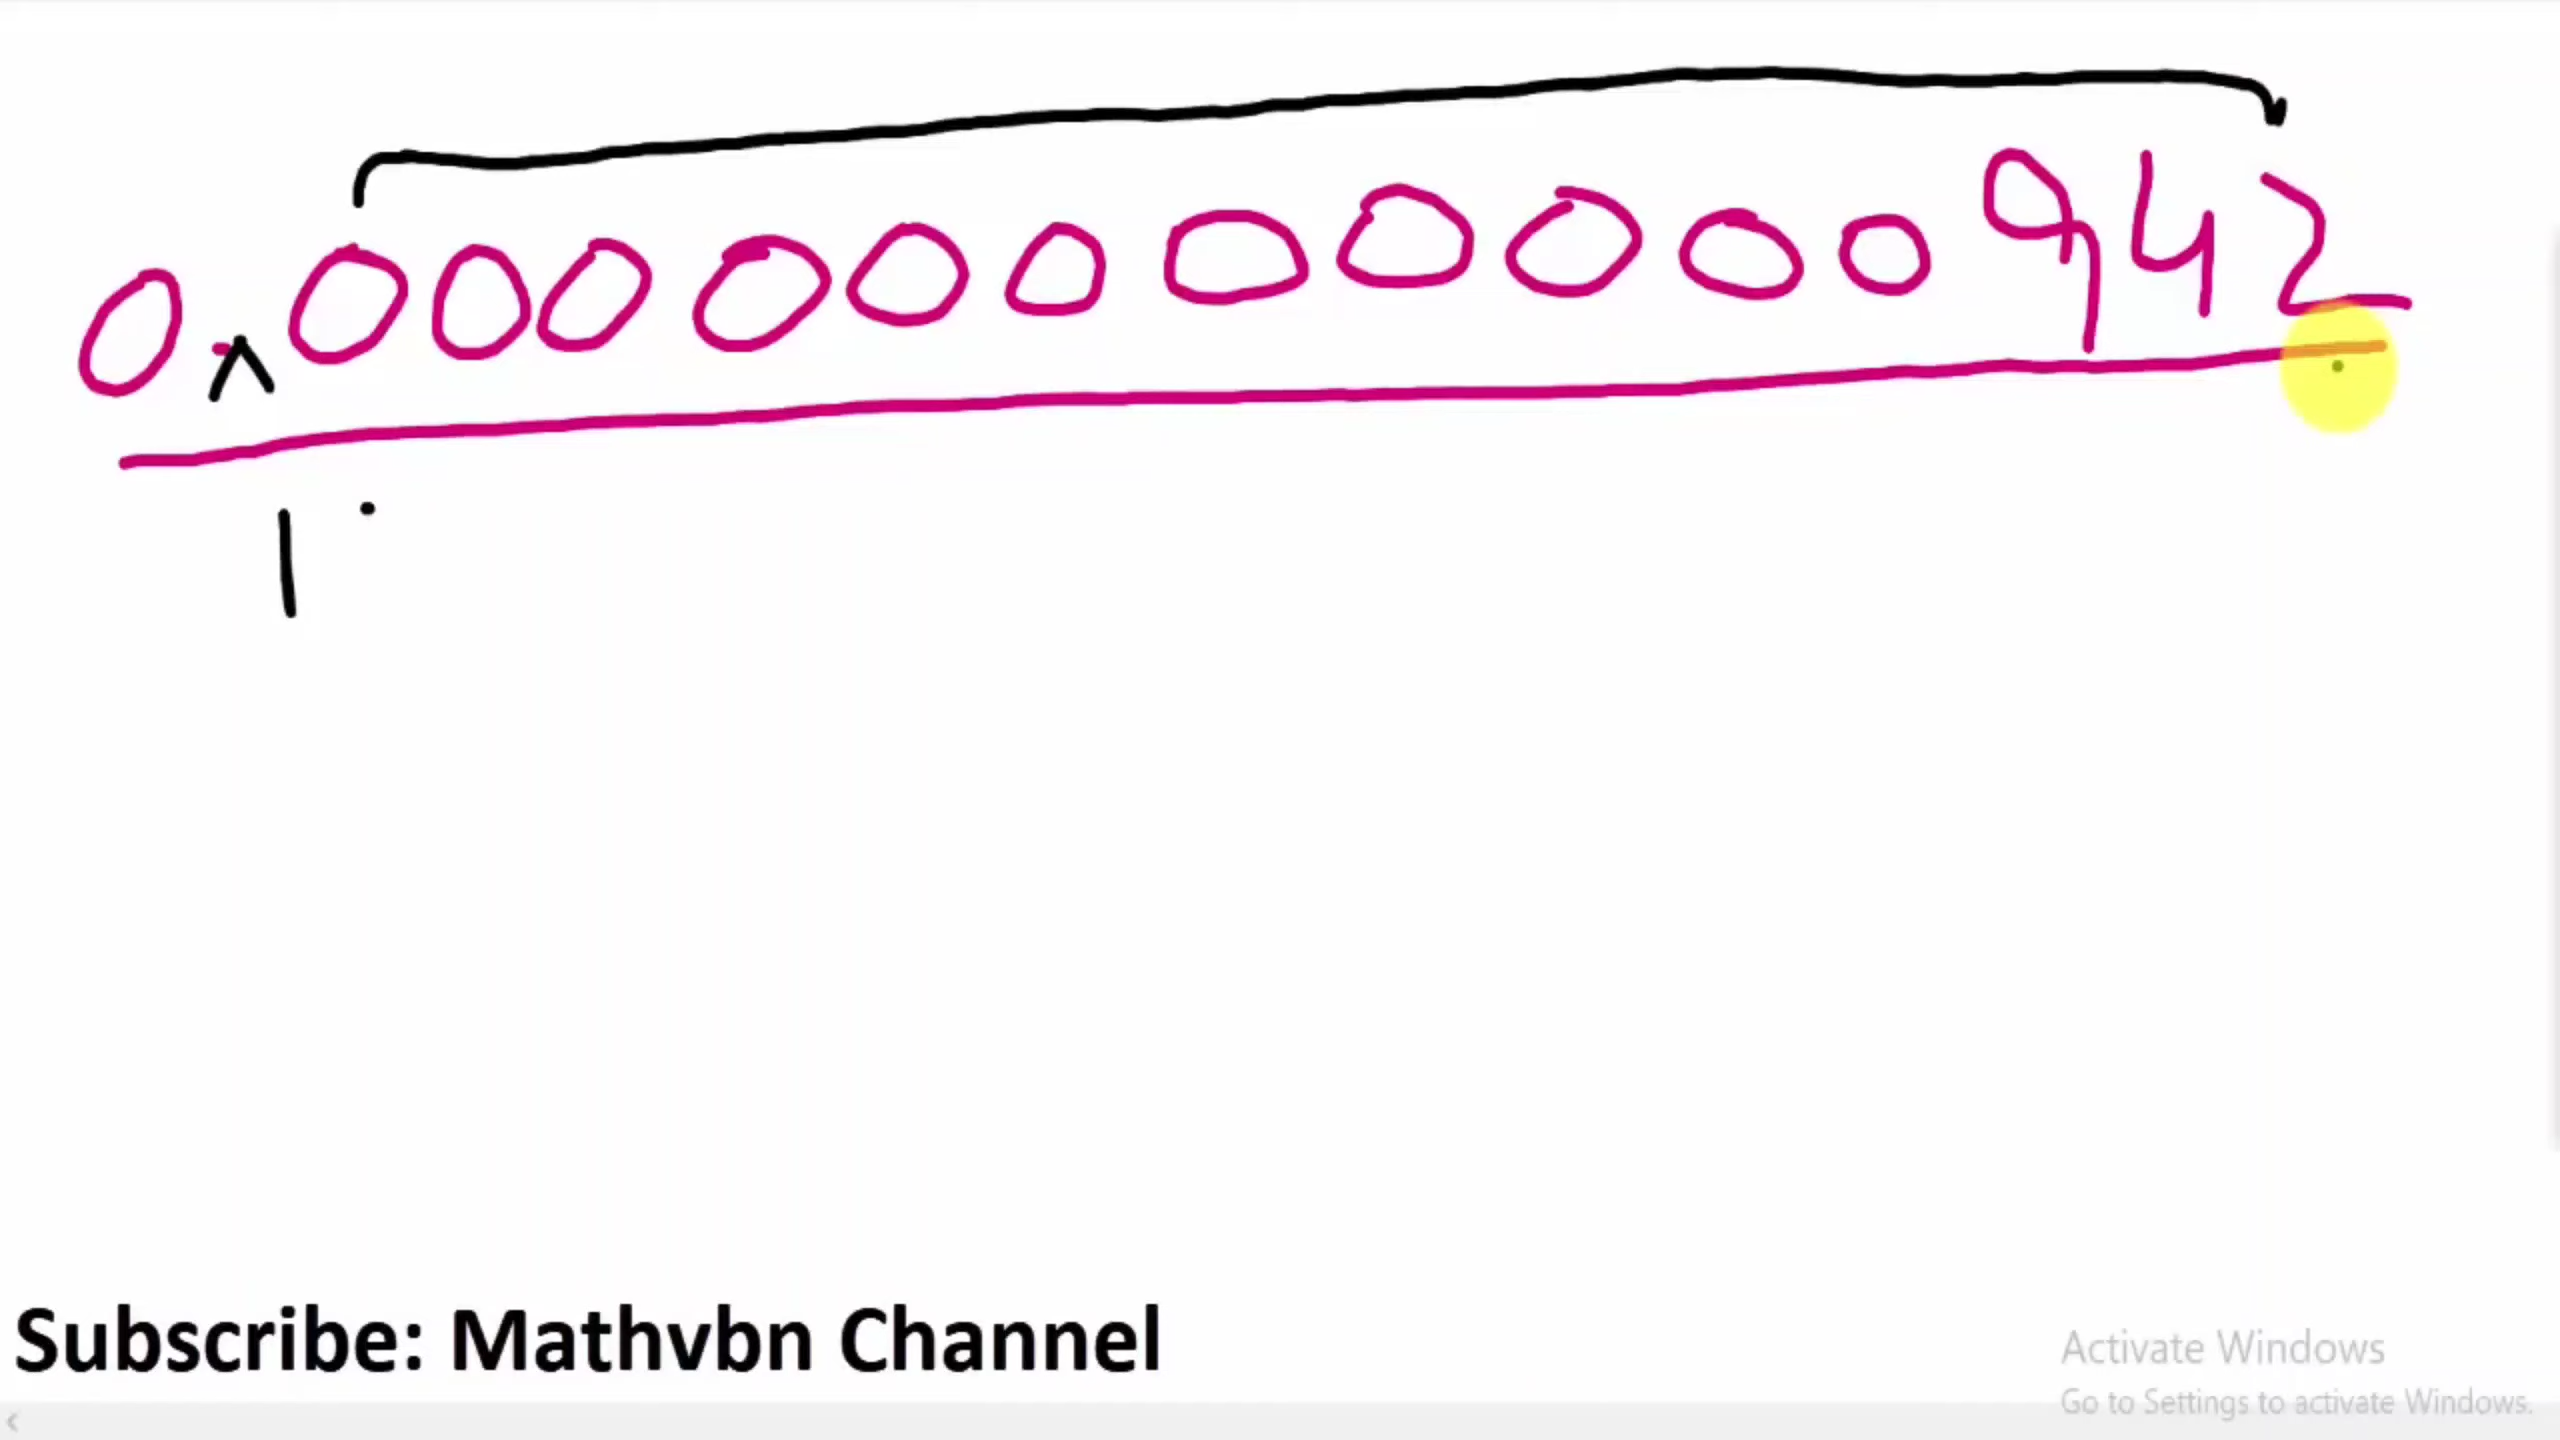 0.00000000000942
1 .
Subscribe: Mathvbn Channel
Activate Windows
Go to Settings to activate Windows.